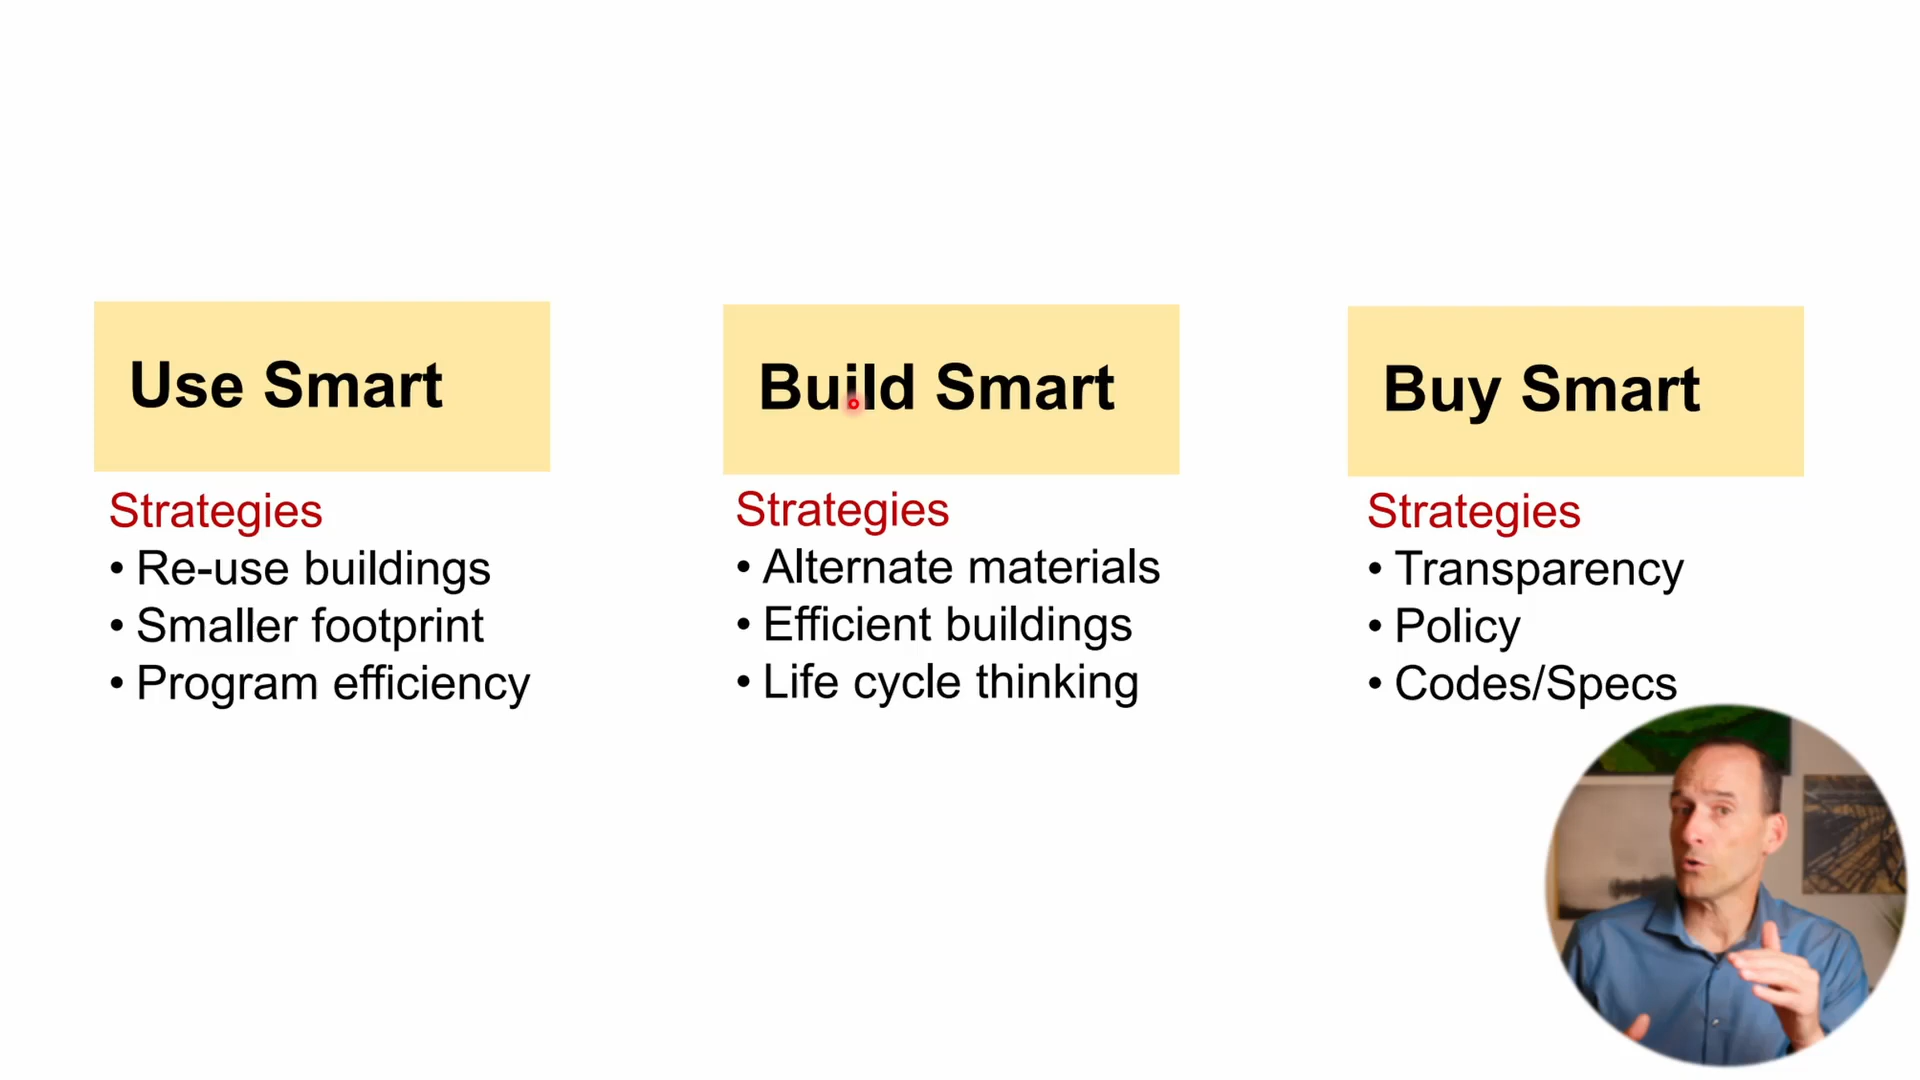 Use Smart
Strategies
• Re-use buildings
• Smaller footprint
• Program efficiency
Build Smart
Strategies
• Alternate materials
• Efficient buildings
• Life cycle thinking
Buy Smart
Strategies
• Transparency
• Policy
• Codes/Specs